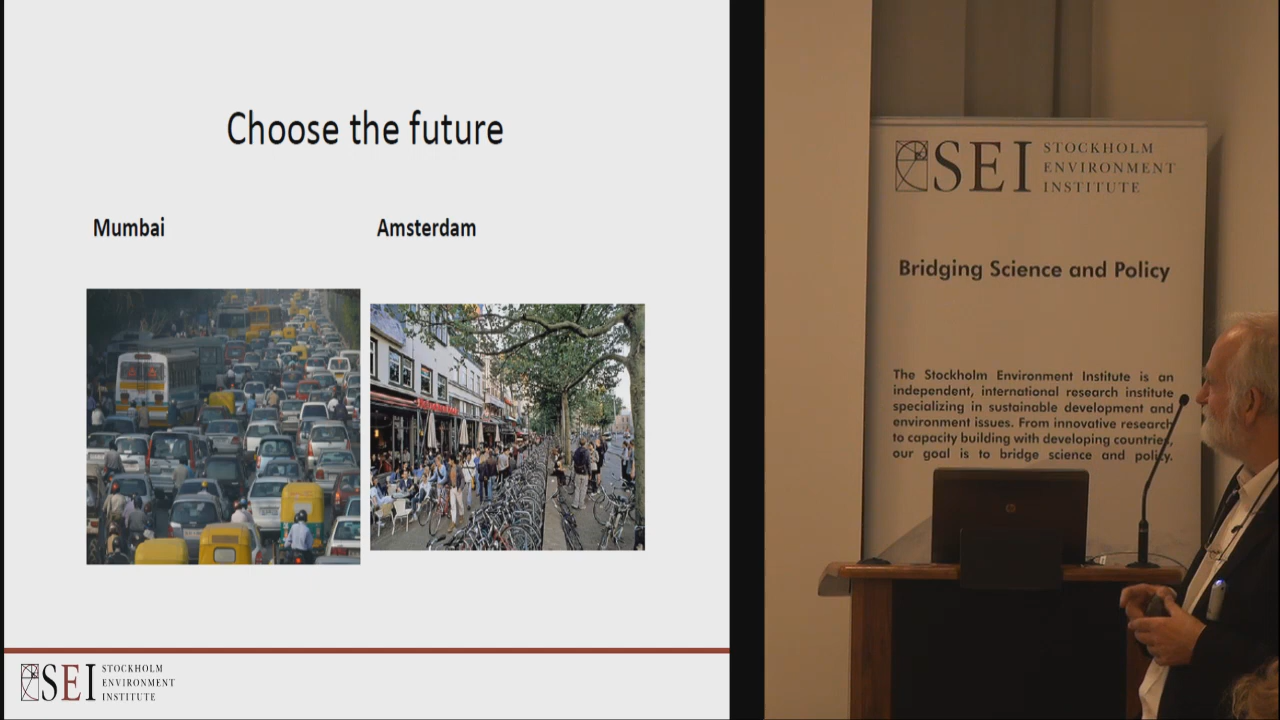 Choose the future
Mumbai
Amsterdam
SEI STOCKHOLM
ENVIRONMENT
INSTITUTE
SEI STOCKHOLM
ENVIRONMENT
INSTITUTE
Bridging Science and Policy
The Stockholm Environment Institute is an
independent, international research institute
specializing in sustainable development and
environment issues. From innovative research
to capacity building with developing countries,
our goal is to bridge science and policy.
hp